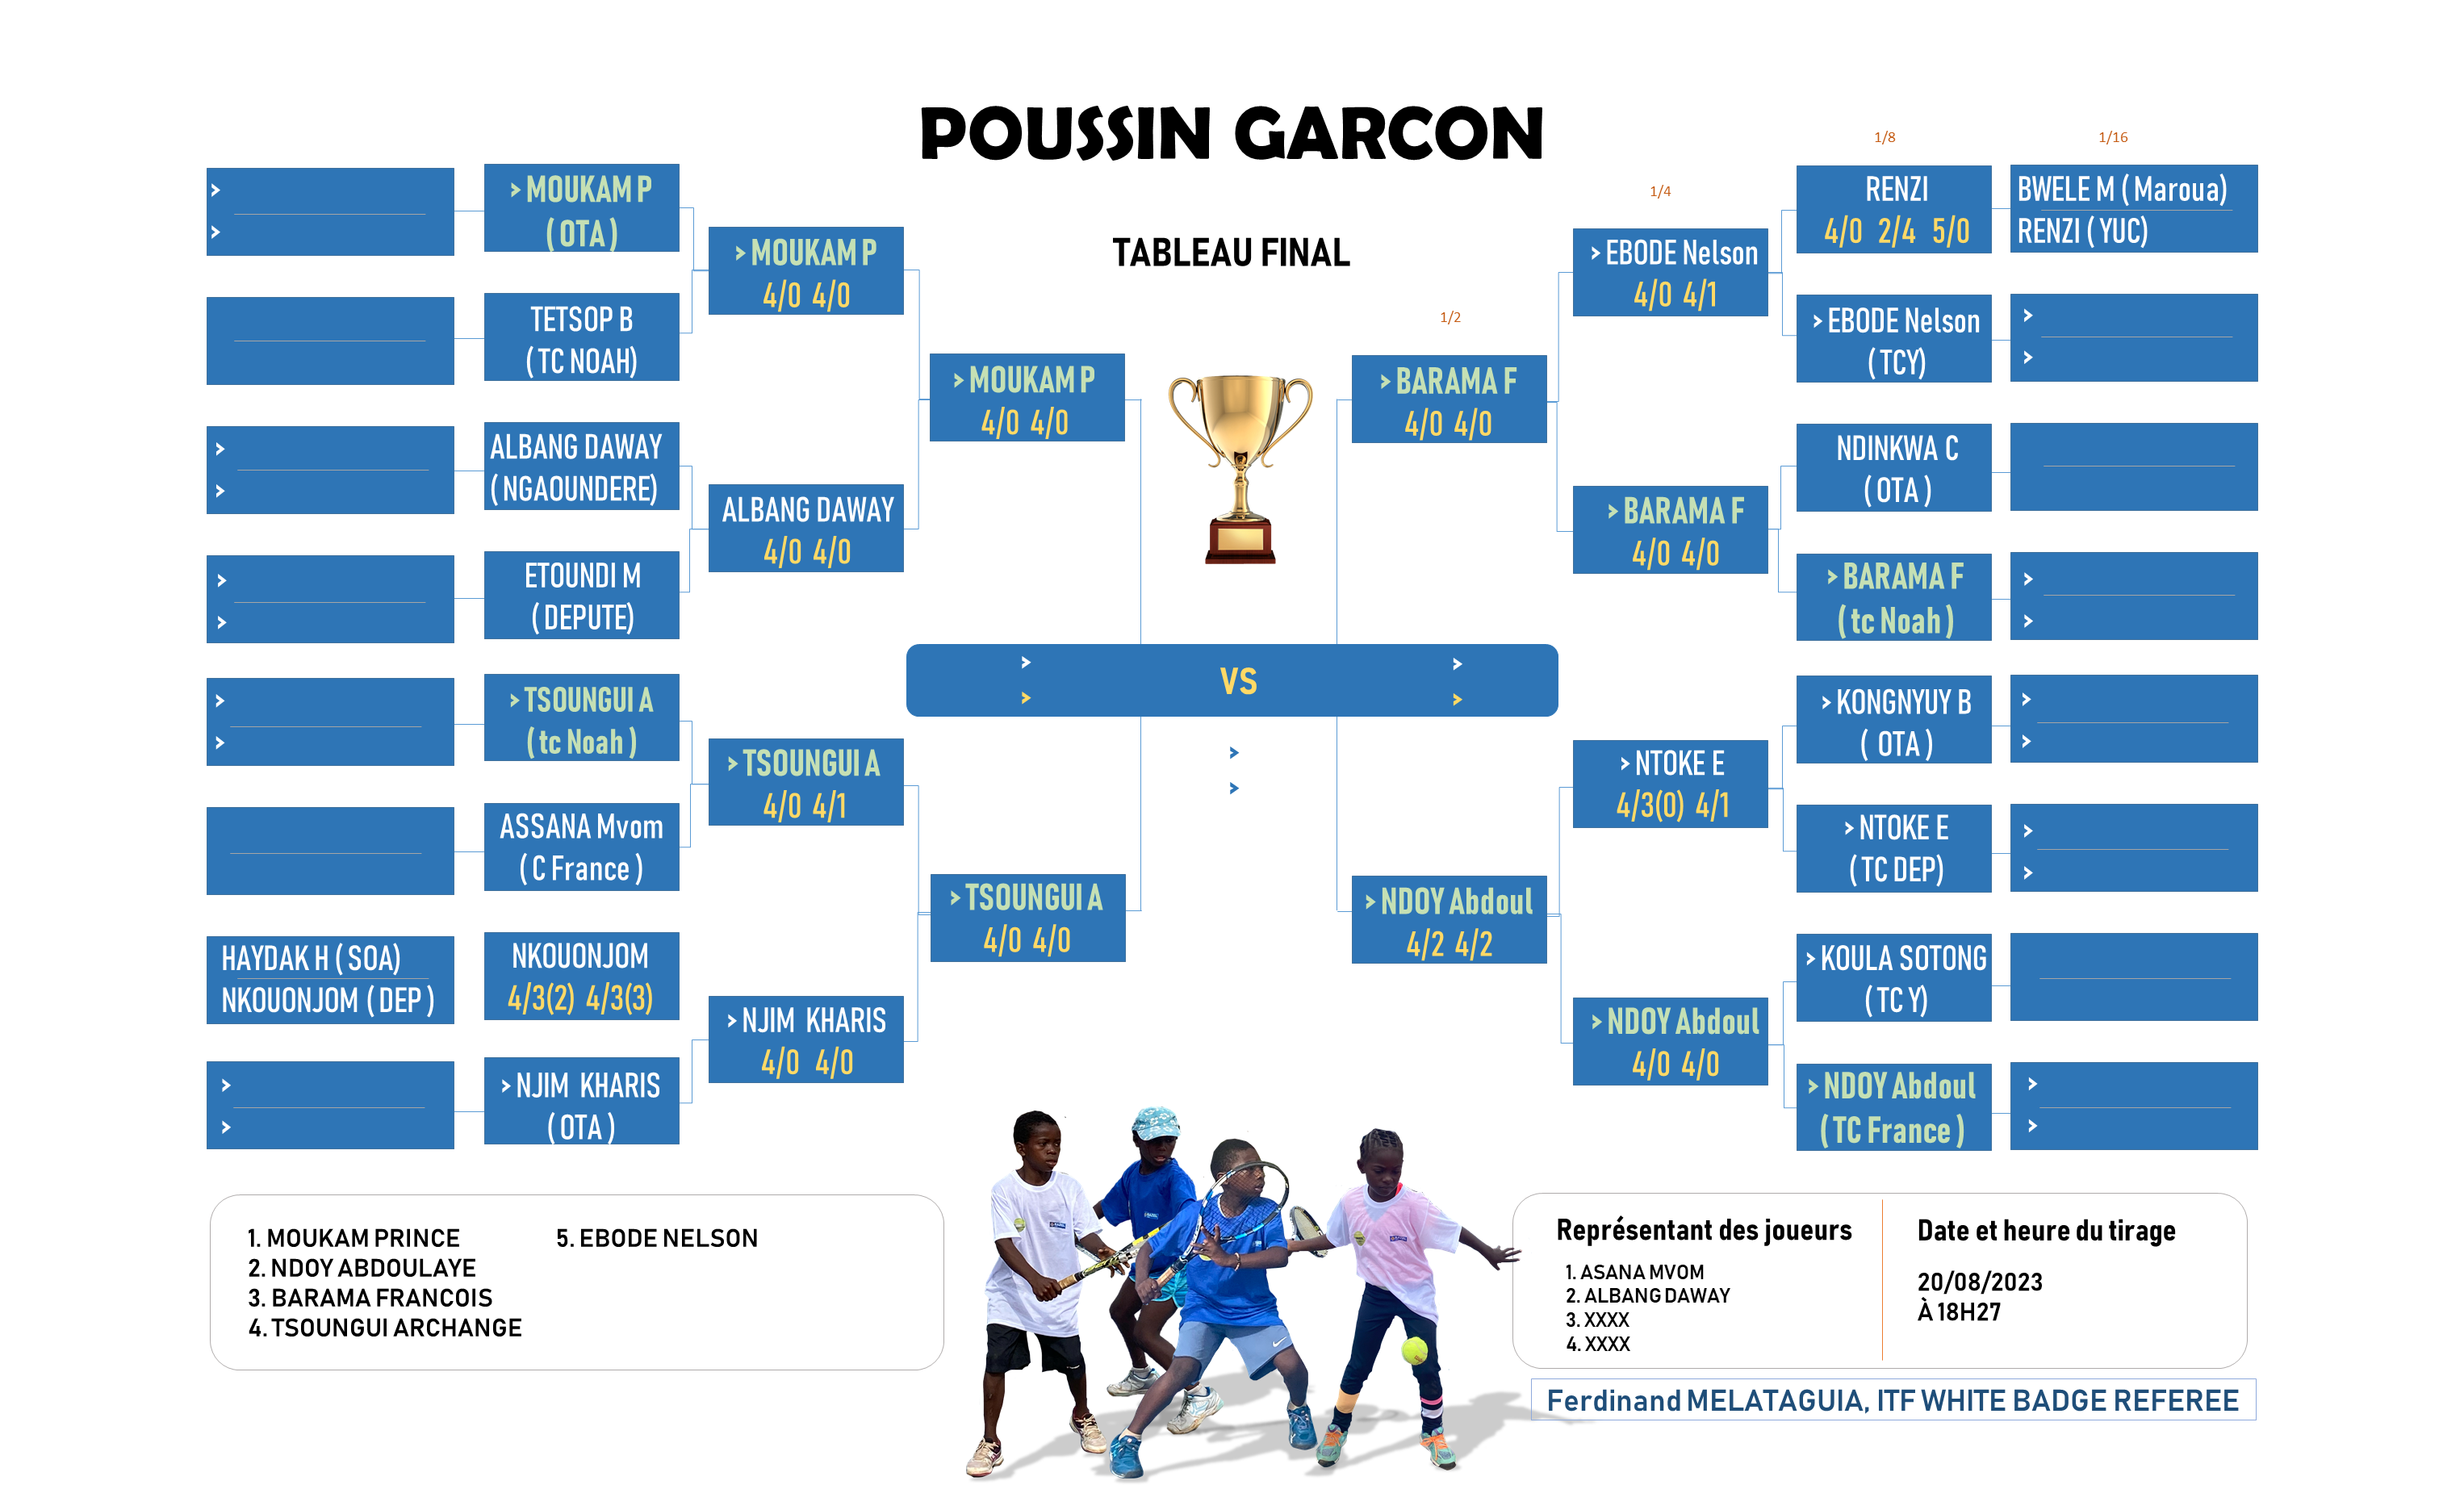 POUSSIN GARCON
TABLEAU FINAL
> 
>
> MOUKAM P
( OTA )
TETSOP B
( TC NOAH)
>
>
ALBANG DAWAY
( NGAOUNDERE)
>
>
ETOUNDI M
( DEPUTE)
>
>
> TSOUNGUI A
( tc Noah )
ASSANA Mvom
( C France )
HAYDAK H ( SOA)
NKOUONJOM ( DEP )
NKOUONJOM
4/3(2) 4/3(3)
>
>
> NJIM KHARIS
( OTA )
> MOUKAM P
4/0 4/0
ALBANG DAWAY
4/0 4/0
> TSOUNGUI A
4/0 4/1
> NJIM KHARIS
4/0 4/0
> MOUKAM P
4/0 4/0
> TSOUNGUI A
4/0 4/0
> VS >
> >
>
>
1/2
> BARAMA F
4/0 4/0
> NDOY Abdoul
4/2 4/2
1/4
> EBODE Nelson
4/0 4/1
> BARAMA F
4/0 4/0
> NTOKE E
4/3(0) 4/1
> NDOY Abdoul
4/0 4/0
1/8
RENZI
4/0 2/4 5/0
> EBODE Nelson
( TCY)
NDINKWA C
( OTA )
> BARAMA F
( tc Noah )
> KONGNYUY B
( OTA )
> NTOKE E
( TC DEP)
> KOULA SOTONG
( TC Y)
> NDOY Abdoul
( TC France )
1/16
BWELE M ( Maroua)
RENZI ( YUC)
>
>
>
>
>
>
>
>
>
>
1. MOUKAM PRINCE
2. NDOY ABDOULAYE
3. BARAMA FRANCOIS
4. TSOUNGUI ARCHANGE
5. EBODE NELSON
Représentant des joueurs
1. ASANA MVOM
2. ALBANG DAWAY
3. XXXX
4. XXXX
Date et heure du tirage
20/08/2023
À 18H27
Ferdinand MELATAGUIA, ITF WHITE BADGE REFEREE